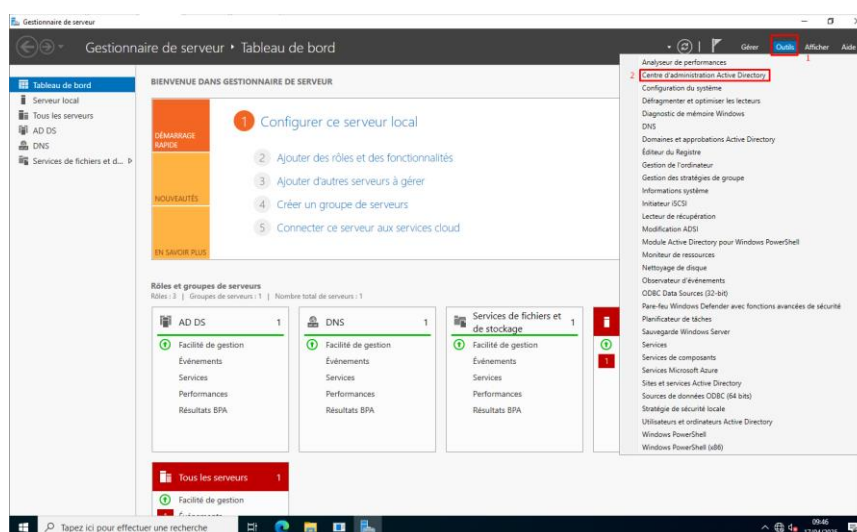 Gestionnaire de serveur
Gestionnaire de serveur • Tableau de bord
Gérer Outils Afficher Aide
1
Tableau de bord
Serveur local
Tous les serveurs
AD DS
DNS
Services de fichiers et d...
BIENVENUE DANS GESTIONNAIRE DE SERVEUR
DÉMARRAGE
RAPIDE
NOUVEAUTÉS
EN SAVOIR PLUS
1 Configurer ce serveur local
2 Ajouter des rôles et des fonctionnalités
3 Ajouter d'autres serveurs à gérer
4 Créer un groupe de serveurs
5 Connecter ce serveur aux services cloud
Analyseur de performances
2 Centre d'administration Active Directory
Configuration du système
Défragmenter et optimiser les lecteurs
Diagnostic de mémoire Windows
DNS
Domaines et approbations Active Directory
Éditeur du Registre
Gestion de l'ordinateur
Gestion des stratégies de groupe
Informations système
Initiateur iSCSI
Lecteur de récupération
Modification ADSI
Module Active Directory pour Windows PowerShell
Moniteur de ressources
Nettoyage de disque
Observateur d'événements
ODBC Data Sources (32-bit)
Pare-feu Windows Defender avec fonctions avancées de sécurité
Planificateur de tâches
Sauvegarde Windows Server
Services
Services de composants
Services Microsoft Azure
Sites et services Active Directory
Sources de données ODBC (64 bits)
Stratégie de sécurité locale
Utilisateurs et ordinateurs Active Directory
Windows PowerShell
Windows PowerShell (x86)
Rôles et groupes de serveurs
Rôles : 3 | Groupes de serveurs : 1 | Nombre total de serveurs : 1
AD DS 1
Facilité de gestion
Événements
Services
Performances
Résultats BPA
DNS 1
Facilité de gestion
Événements
Services
Performances
Résultats BPA
Services de fichiers et
de stockage 1
Facilité de gestion
Événements
Services
Performances
Résultats BPA
1
Tous les serveurs 1
Facilité de gestion
1 Événements
Tapez ici pour effectuer une recherche
09:46